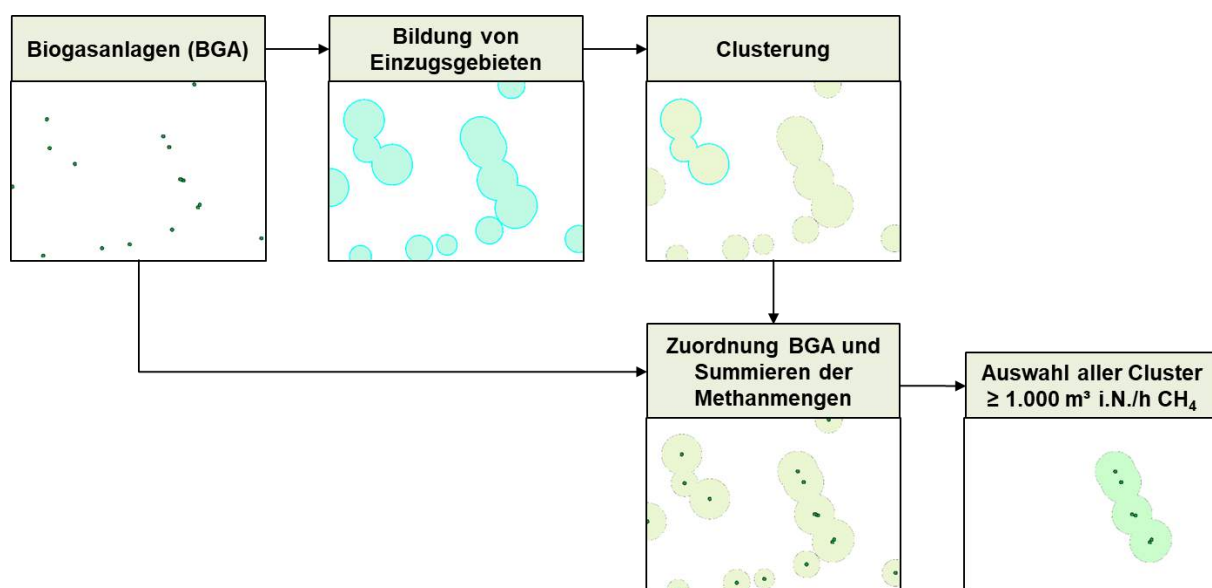 Biogasanlagen (BGA)
Bildung von
Einzugsgebieten
Clusterung
Zuordnung BGA und
Summieren der
Methanmengen
Auswahl aller Cluster
≥ 1.000 m³ i.N./h CH₄